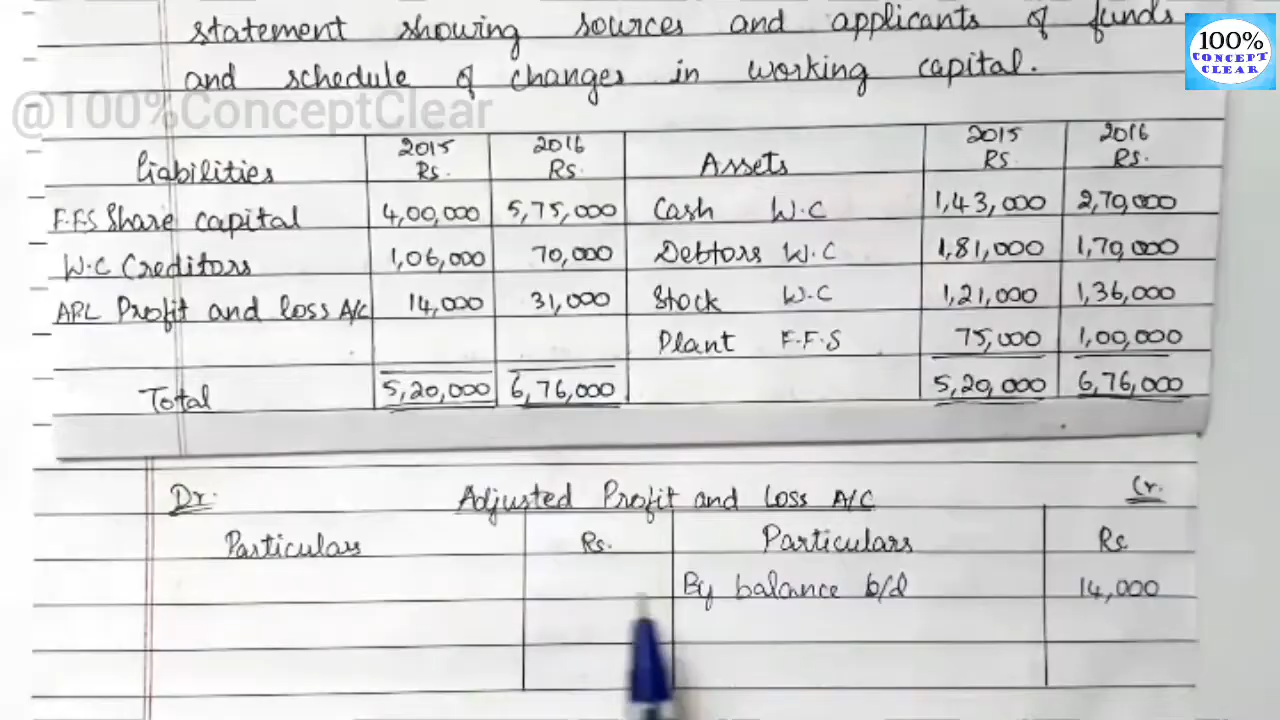 statement showing sources and applicants of funds
and schedule of changes in working capital.
100%
CONCEPT
CLEAR
@100%ConceptClear
Liabilities 2015 Rs. 2016 Rs. Assets 2015 Rs. 2016 Rs.
F.F.S Share capital 4,00,000 5,75,000 Cash W.C 1,43,000 2,70,000
W.C Creditors 1,06,000 70,000 Debtors W.C 1,81,000 1,70,000
APL Profit and loss A/C 14,000 31,000 Stock W.C 1,21,000 1,36,000
Plant F.F.S 75,000 1,00,000
Total 5,20,000 6,76,000 5,20,000 6,76,000
Dr. Adjusted Profit and Loss A/C Cr.
Particulars Rs. Particulars Rs
By balance b/d 14,000